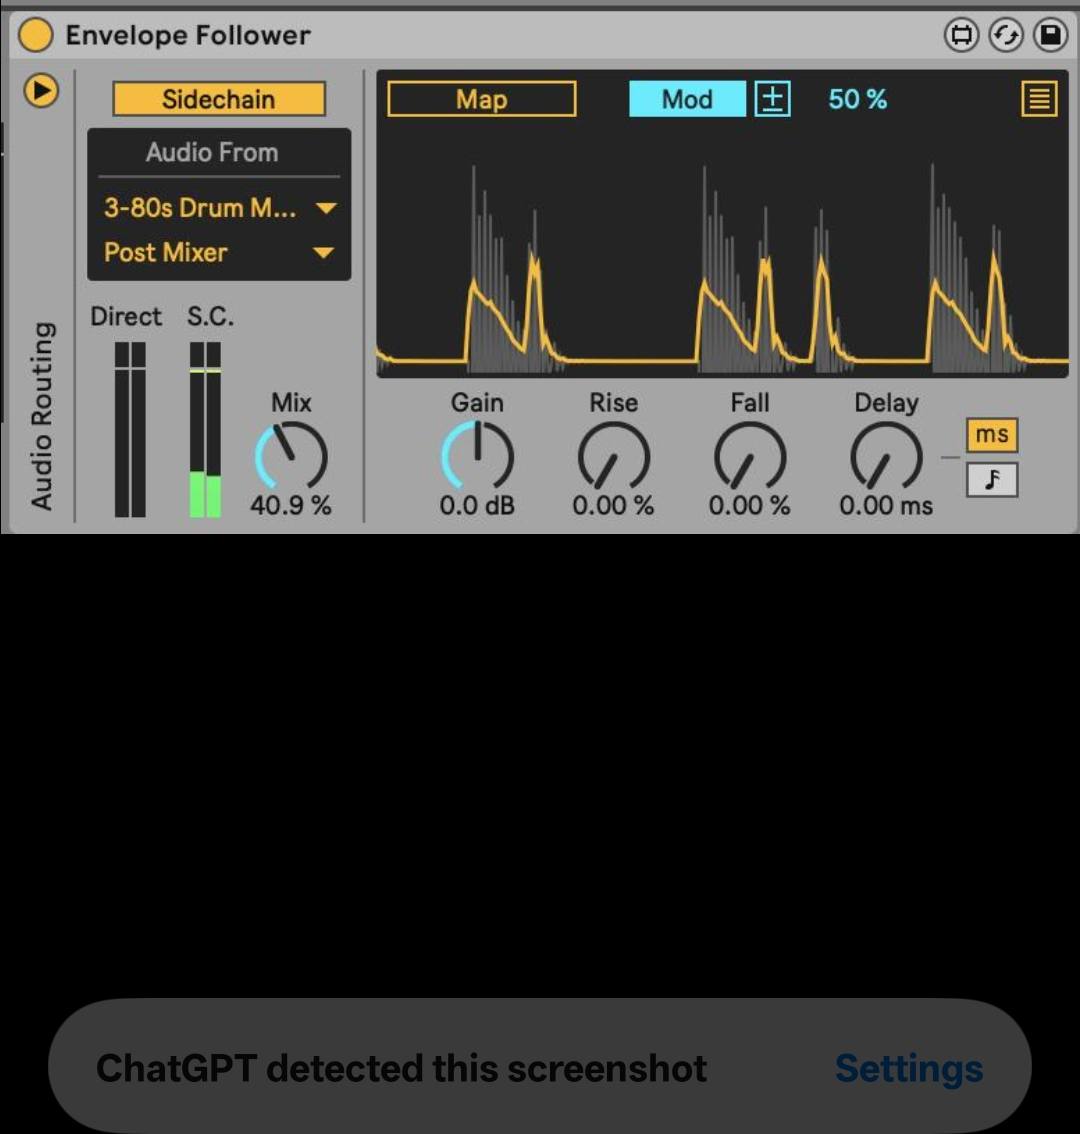 Envelope Follower
Sidechain
Map
Mod
±
50 %
Audio From
3-80s Drum M...
Post Mixer
Audio Routing
Direct
S.C.
Mix
40.9 %
Gain
0.0 dB
Rise
0.00 %
Fall
0.00 %
Delay
0.00 ms
ms
ChatGPT detected this screenshot
Settings